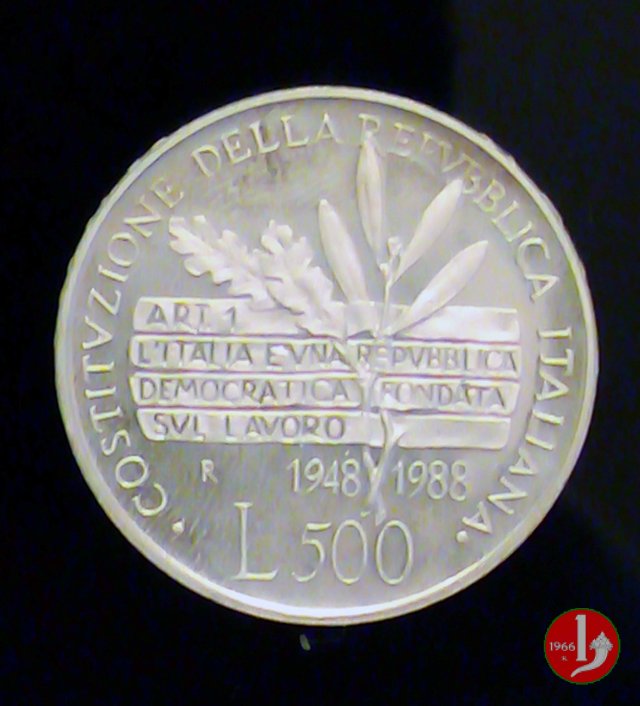 · COSTITVZIONE DELLA REPVBBLICA ITALIANA ·
ART. 1
L'ITALIA E' VNA REPVBBLICA
DEMOCRATICA FONDATA
SVL LAVORO
R 1948 1988
L.500
1966
R